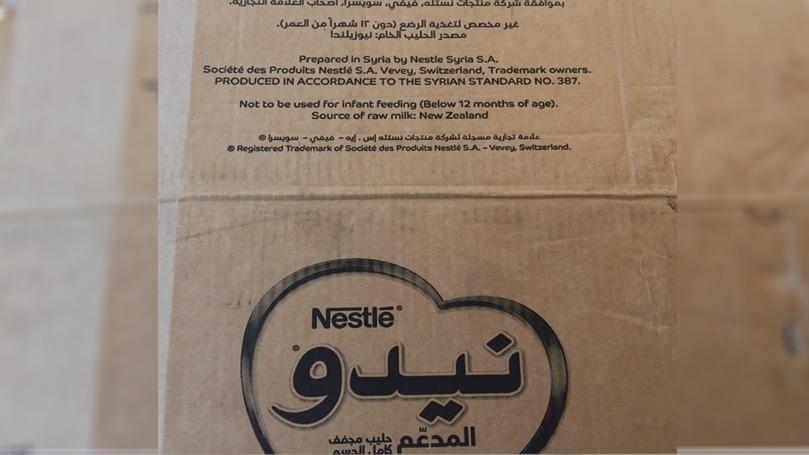 بموافقة شركة منتجات نستله، فيفي، سويسرا، أصحاب العلامة التجارية.
غير مخصص لتغذية الرضع (دون ١٢ شهراً من العمر).
مصدر الحليب الخام: نيوزيلندا
Prepared in Syria by Nestle Syria S.A.
Société des Produits Nestlé S.A. Vevey, Switzerland, Trademark owners.
PRODUCED IN ACCORDANCE TO THE SYRIAN STANDARD NO. 387.
Not to be used for infant feeding (Below 12 months of age).
Source of raw milk: New Zealand
علامة تجارية مسجلة لشركة منتجات نستله إس . إيه – فيفي – سويسرا ®
® Registered Trademark of Société des Produits Nestlé S.A. – Vevey, Switzerland.
Nestlé®
نيدو®
المدعّم حليب مجفف
كامل الدسم